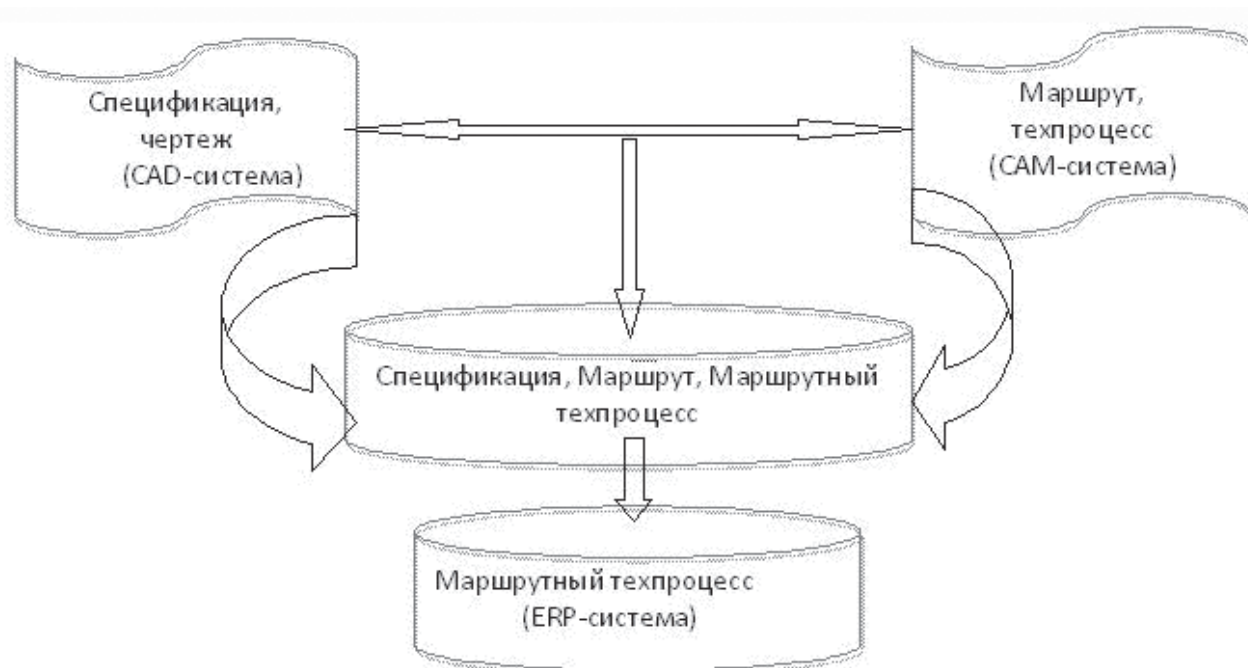 Спецификация,
чертеж
(CAD-система)
Маршрут,
техпроцесс
(CAM-система)
Спецификация, Маршрут, Маршрутный
техпроцесс
Маршрутный техпроцесс
(ERP-система)